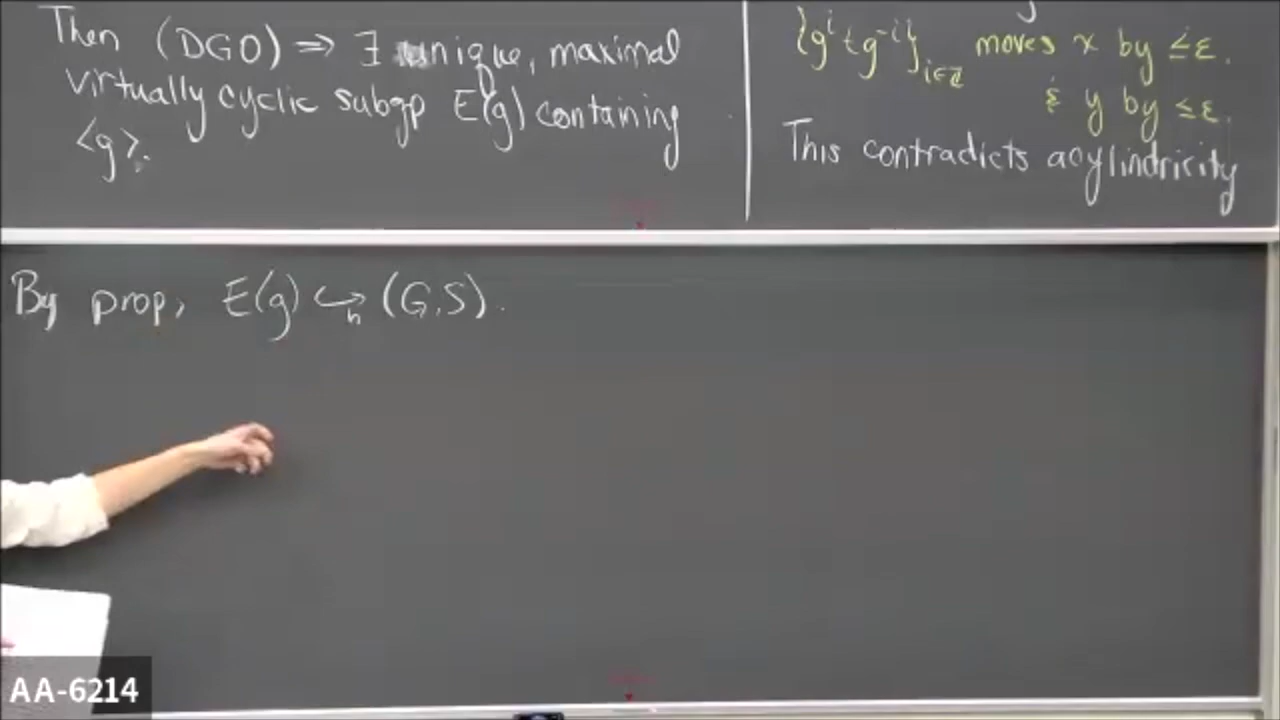 Then (DGO) ⇒ ∃ unique, maximal
virtually cyclic subgp E(g) containing
<g>.
{gⁱtg⁻ⁱ}_{i∈ℤ} moves x by ≤ε.
& y by ≤ε.
This contradicts acylindricity
By prop, E(g) ↪_h (G,S).
AA-6214